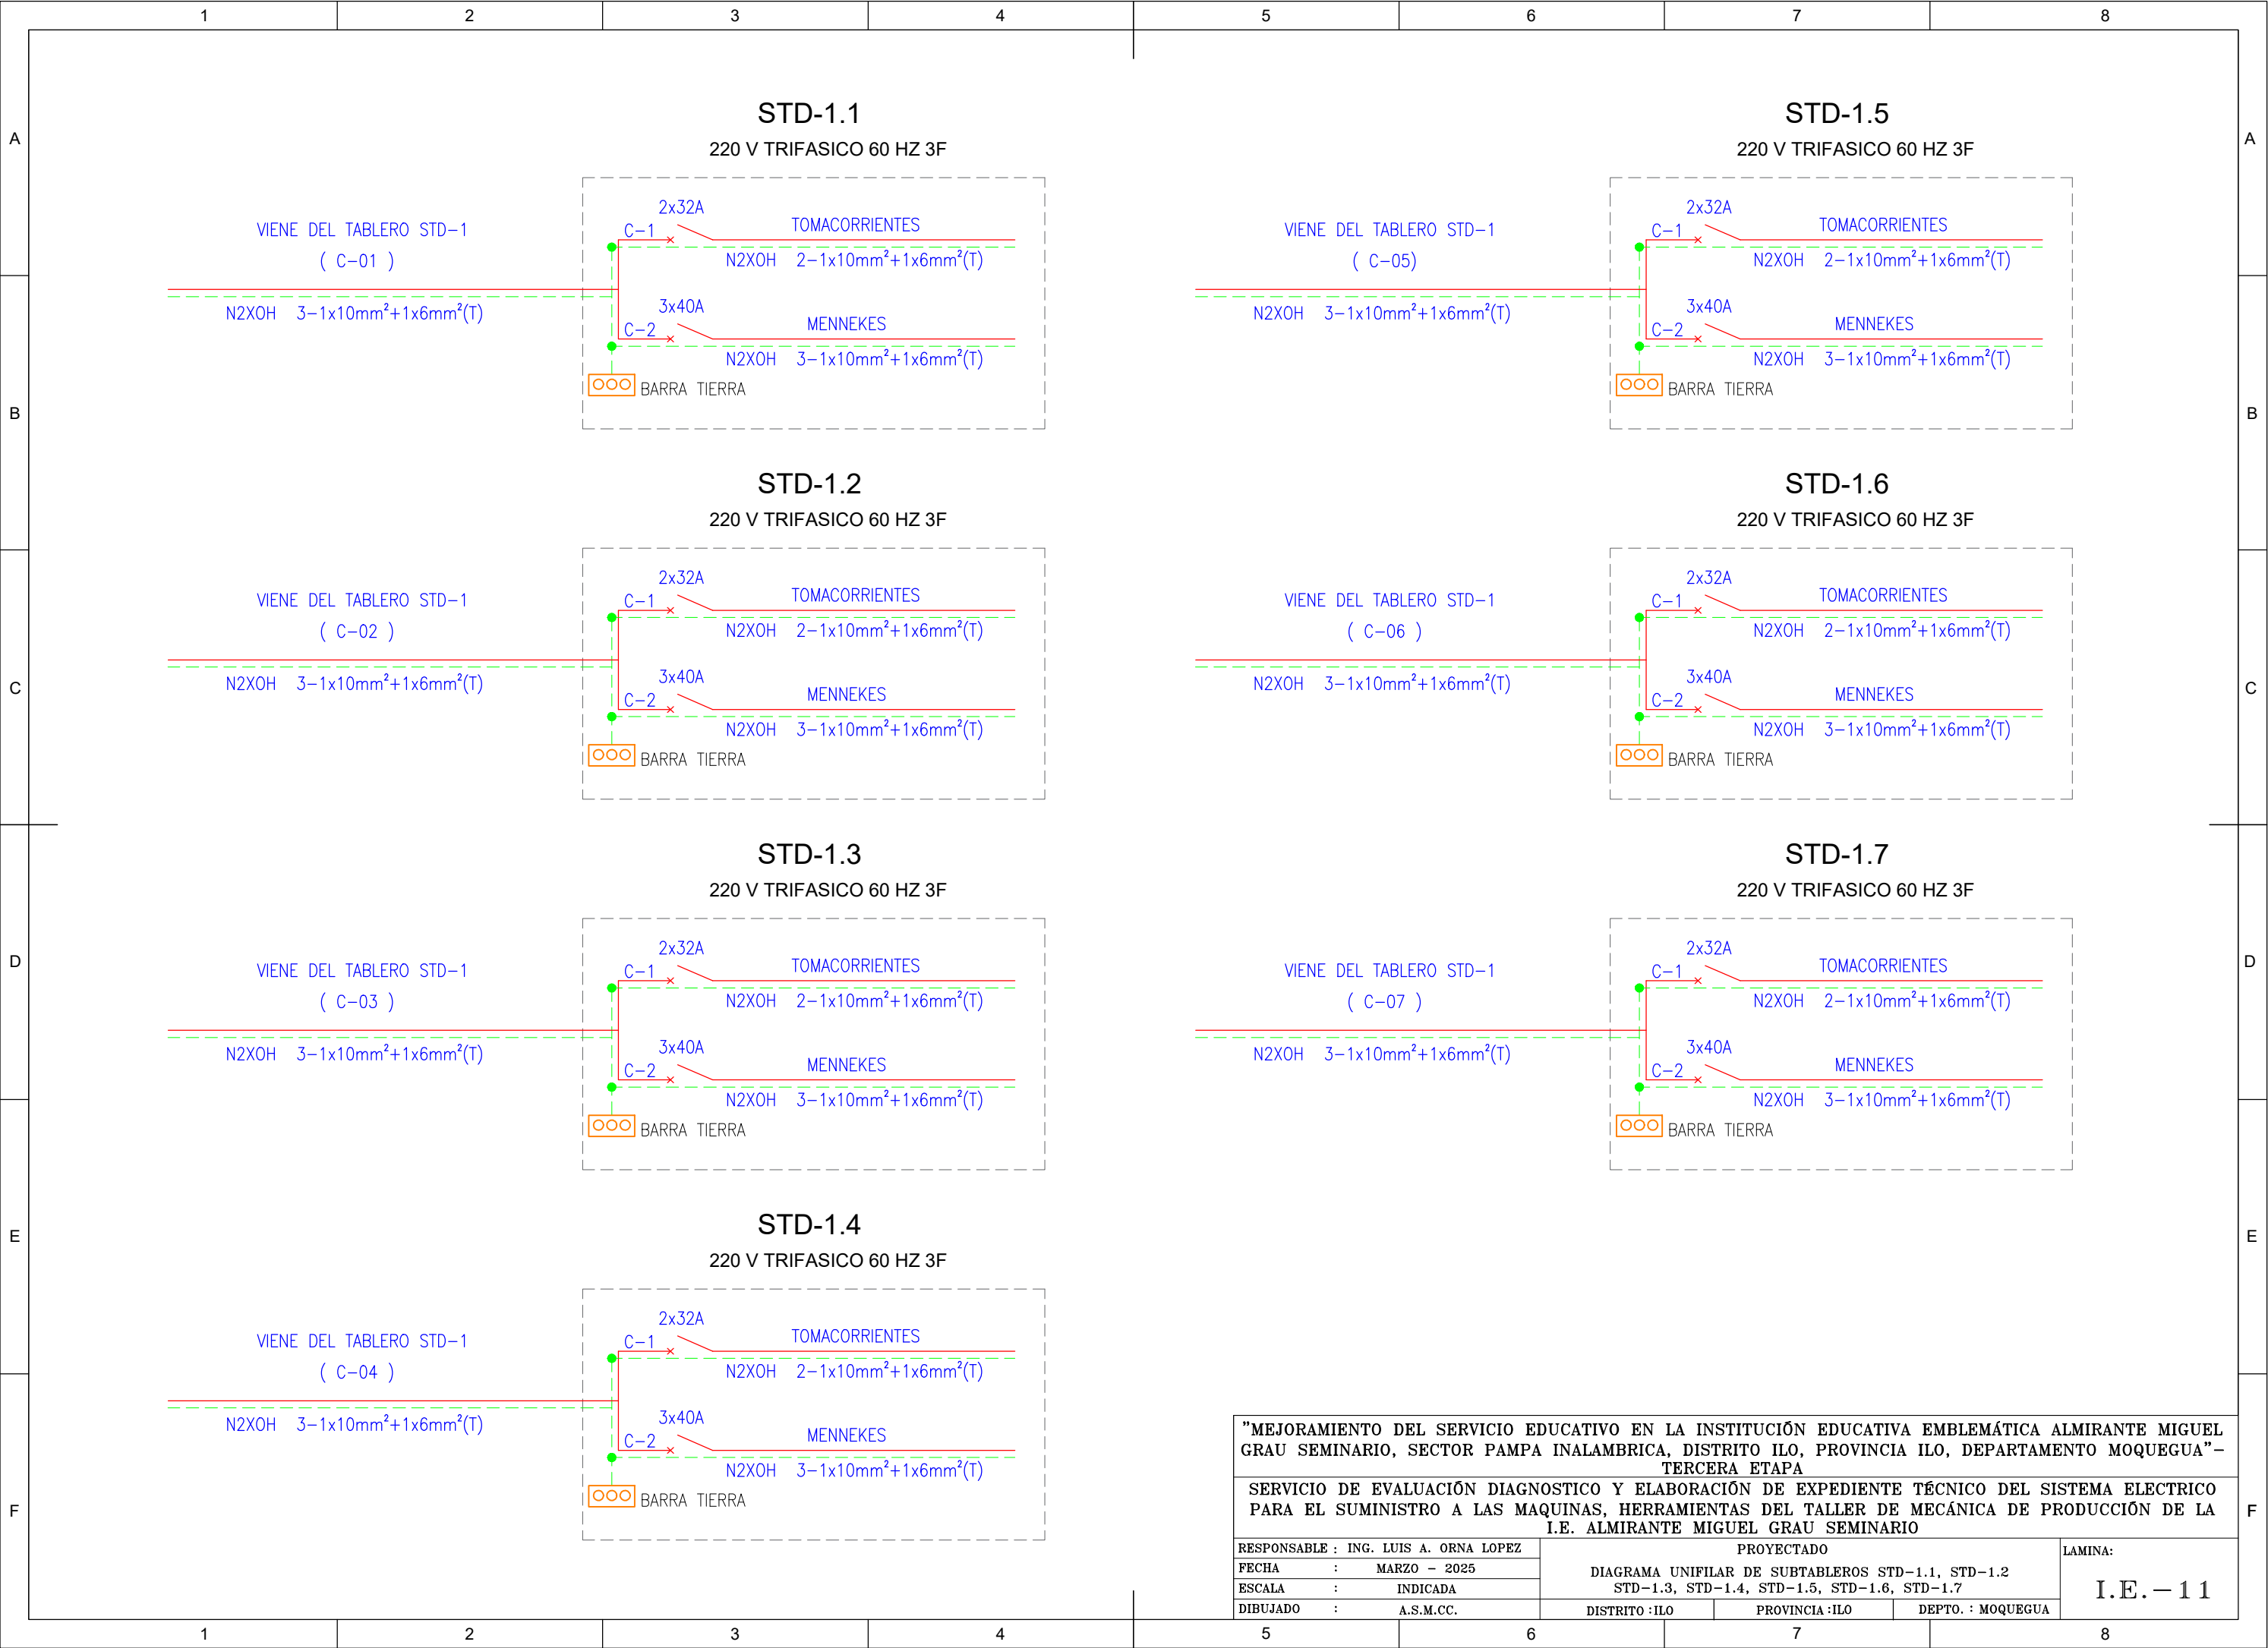 1 2 3 4 5 6 7 8
A A
B B
C C
D D
E E
F F
STD-1.1
220 V TRIFASICO 60 HZ 3F
VIENE DEL TABLERO STD-1
( C-01 )
N2XOH 3-1x10mm²+1x6mm²(T)
2x32A
C-1
TOMACORRIENTES
N2XOH 2-1x10mm²+1x6mm²(T)
3x40A
C-2
MENNEKES
N2XOH 3-1x10mm²+1x6mm²(T)
BARRA TIERRA
STD-1.2
220 V TRIFASICO 60 HZ 3F
VIENE DEL TABLERO STD-1
( C-02 )
N2XOH 3-1x10mm²+1x6mm²(T)
2x32A
C-1
TOMACORRIENTES
N2XOH 2-1x10mm²+1x6mm²(T)
3x40A
C-2
MENNEKES
N2XOH 3-1x10mm²+1x6mm²(T)
BARRA TIERRA
STD-1.3
220 V TRIFASICO 60 HZ 3F
VIENE DEL TABLERO STD-1
( C-03 )
N2XOH 3-1x10mm²+1x6mm²(T)
2x32A
C-1
TOMACORRIENTES
N2XOH 2-1x10mm²+1x6mm²(T)
3x40A
C-2
MENNEKES
N2XOH 3-1x10mm²+1x6mm²(T)
BARRA TIERRA
STD-1.4
220 V TRIFASICO 60 HZ 3F
VIENE DEL TABLERO STD-1
( C-04 )
N2XOH 3-1x10mm²+1x6mm²(T)
2x32A
C-1
TOMACORRIENTES
N2XOH 2-1x10mm²+1x6mm²(T)
3x40A
C-2
MENNEKES
N2XOH 3-1x10mm²+1x6mm²(T)
BARRA TIERRA
STD-1.5
220 V TRIFASICO 60 HZ 3F
VIENE DEL TABLERO STD-1
( C-05)
N2XOH 3-1x10mm²+1x6mm²(T)
2x32A
C-1
TOMACORRIENTES
N2XOH 2-1x10mm²+1x6mm²(T)
3x40A
C-2
MENNEKES
N2XOH 3-1x10mm²+1x6mm²(T)
BARRA TIERRA
STD-1.6
220 V TRIFASICO 60 HZ 3F
VIENE DEL TABLERO STD-1
( C-06 )
N2XOH 3-1x10mm²+1x6mm²(T)
2x32A
C-1
TOMACORRIENTES
N2XOH 2-1x10mm²+1x6mm²(T)
3x40A
C-2
MENNEKES
N2XOH 3-1x10mm²+1x6mm²(T)
BARRA TIERRA
STD-1.7
220 V TRIFASICO 60 HZ 3F
VIENE DEL TABLERO STD-1
( C-07 )
N2XOH 3-1x10mm²+1x6mm²(T)
2x32A
C-1
TOMACORRIENTES
N2XOH 2-1x10mm²+1x6mm²(T)
3x40A
C-2
MENNEKES
N2XOH 3-1x10mm²+1x6mm²(T)
BARRA TIERRA
"MEJORAMIENTO DEL SERVICIO EDUCATIVO EN LA INSTITUCIÓN EDUCATIVA EMBLEMÁTICA ALMIRANTE MIGUEL
GRAU SEMINARIO, SECTOR PAMPA INALAMBRICA, DISTRITO ILO, PROVINCIA ILO, DEPARTAMENTO MOQUEGUA"-
TERCERA ETAPA
SERVICIO DE EVALUACIÓN DIAGNOSTICO Y ELABORACIÓN DE EXPEDIENTE TÉCNICO DEL SISTEMA ELECTRICO
PARA EL SUMINISTRO A LAS MAQUINAS, HERRAMIENTAS DEL TALLER DE MECÁNICA DE PRODUCCIÓN DE LA
I.E. ALMIRANTE MIGUEL GRAU SEMINARIO
RESPONSABLE : ING. LUIS A. ORNA LOPEZ
FECHA : MARZO - 2025
ESCALA : INDICADA
DIBUJADO : A.S.M.CC.
PROYECTADO
DIAGRAMA UNIFILAR DE SUBTABLEROS STD-1.1, STD-1.2
STD-1.3, STD-1.4, STD-1.5, STD-1.6, STD-1.7
DISTRITO :ILO PROVINCIA :ILO DEPTO. : MOQUEGUA
LAMINA:
I.E.-11
1 2 3 4 5 6 7 8